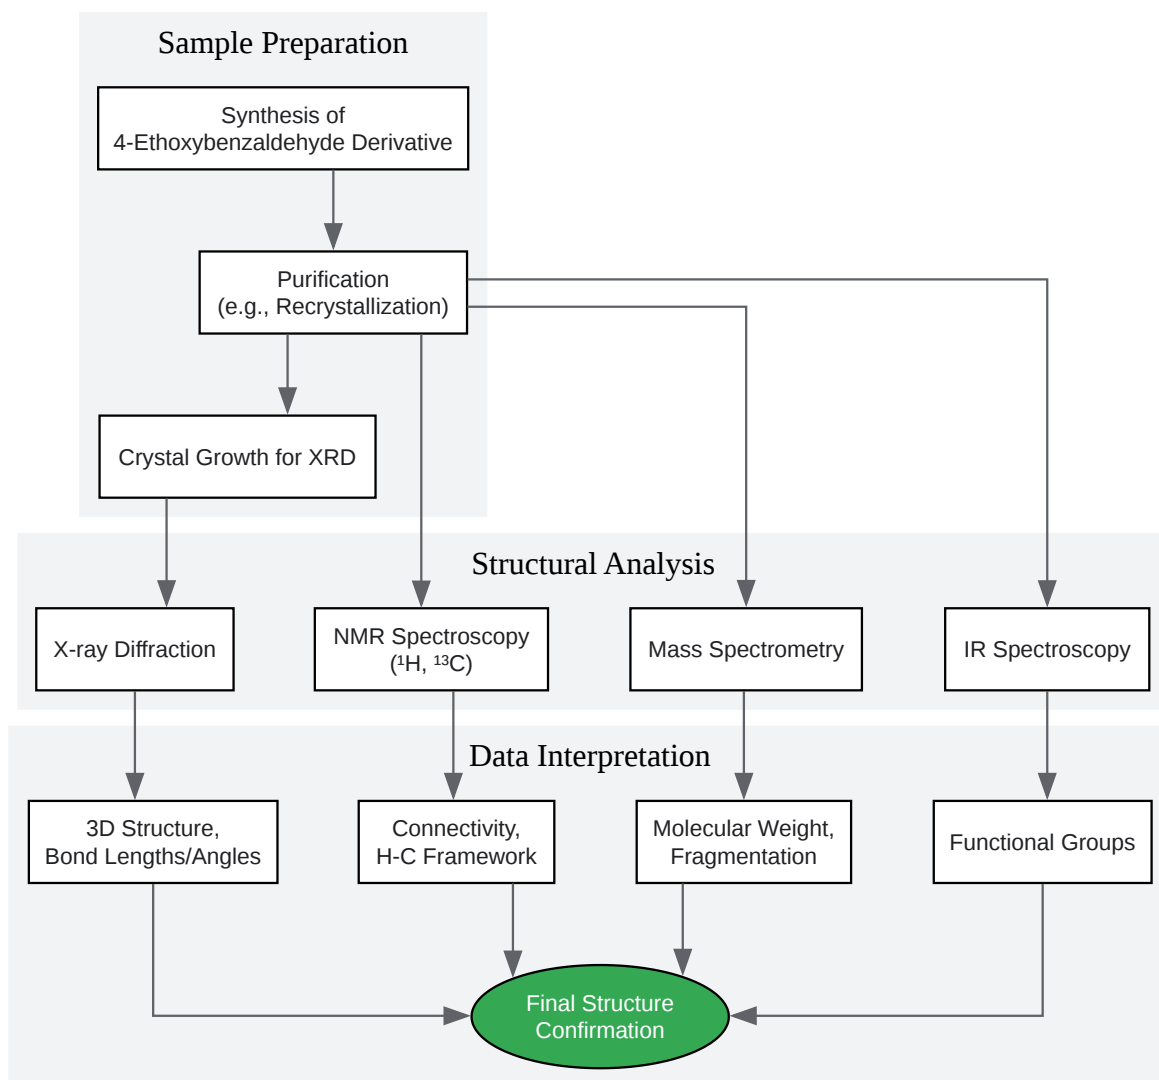 Sample Preparation
Synthesis of
4-Ethoxybenzaldehyde Derivative
Purification
(e.g., Recrystallization)
Crystal Growth for XRD
Structural Analysis
X-ray Diffraction
NMR Spectroscopy
(¹H, ¹³C)
Mass Spectrometry
IR Spectroscopy
Data Interpretation
3D Structure,
Bond Lengths/Angles
Connectivity,
H-C Framework
Molecular Weight,
Fragmentation
Functional Groups
Final Structure
Confirmation